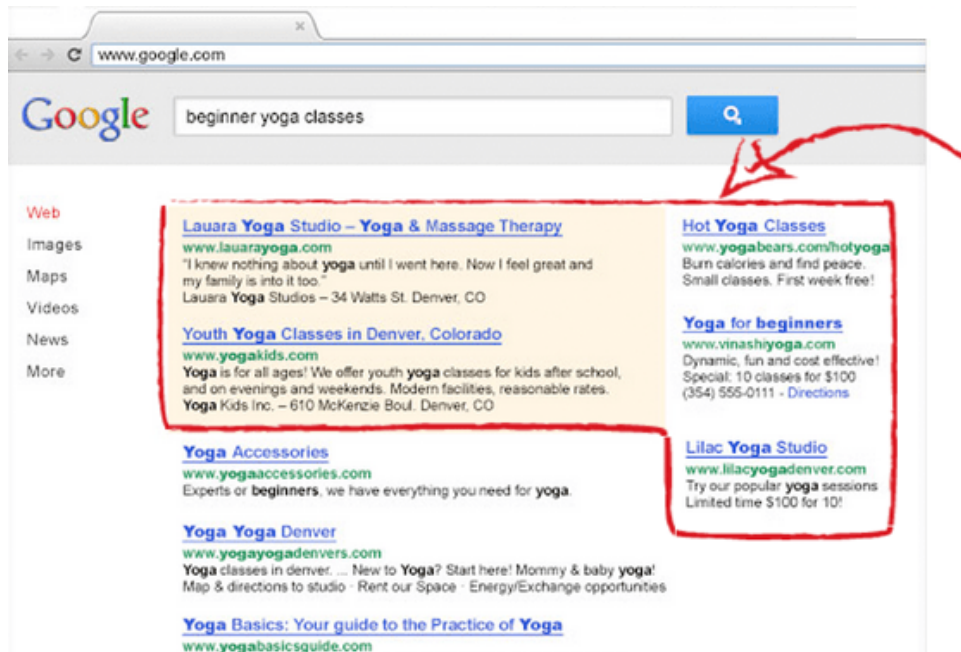 www.google.com
Google
beginner yoga classes
Web
Images
Maps
Videos
News
More
Lauara Yoga Studio – Yoga & Massage Therapy
www.lauarayoga.com
"I knew nothing about yoga until I went here. Now I feel great and
my family is into it too."
Lauara Yoga Studios – 34 Watts St. Denver, CO
Youth Yoga Classes in Denver, Colorado
www.yogakids.com
Yoga is for all ages! We offer youth yoga classes for kids after school,
and on evenings and weekends. Modern facilities, reasonable rates.
Yoga Kids Inc. – 610 McKenzie Boul. Denver, CO
Yoga Accessories
www.yogaaccessories.com
Experts or beginners, we have everything you need for yoga.
Yoga Yoga Denver
www.yogayogadenvers.com
Yoga classes in denver. ... New to Yoga? Start here! Mommy & baby yoga!
Map & directions to studio · Rent our Space · Energy/Exchange opportunities
Yoga Basics: Your guide to the Practice of Yoga
www.yogabasicsguide.com
Hot Yoga Classes
www.yogabears.com/hotyoga
Burn calories and find peace.
Small classes. First week free!
Yoga for beginners
www.vinashiyoga.com
Dynamic, fun and cost effective!
Special: 10 classes for $100
(354) 555-0111 - Directions
Lilac Yoga Studio
www.lilacyogadenver.com
Try our popular yoga sessions
Limited time $100 for 10!